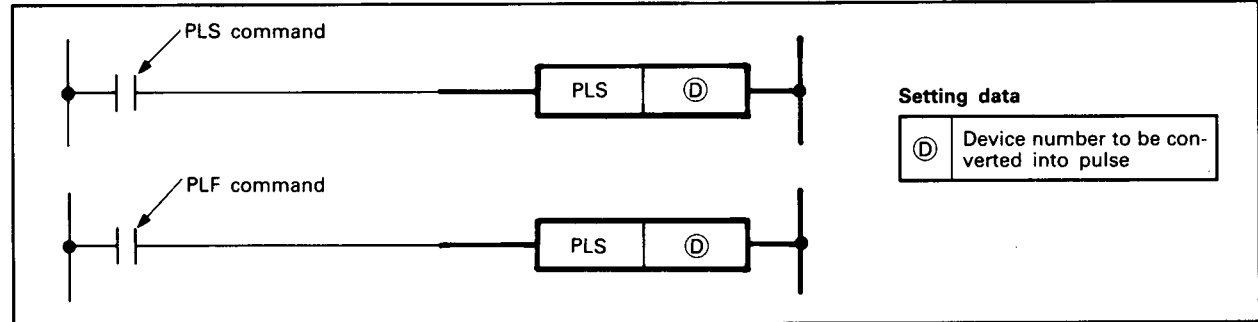 PLS command
PLS Ⓓ
Setting data
Ⓓ Device number to be con-
verted into pulse
PLF command
PLS Ⓓ